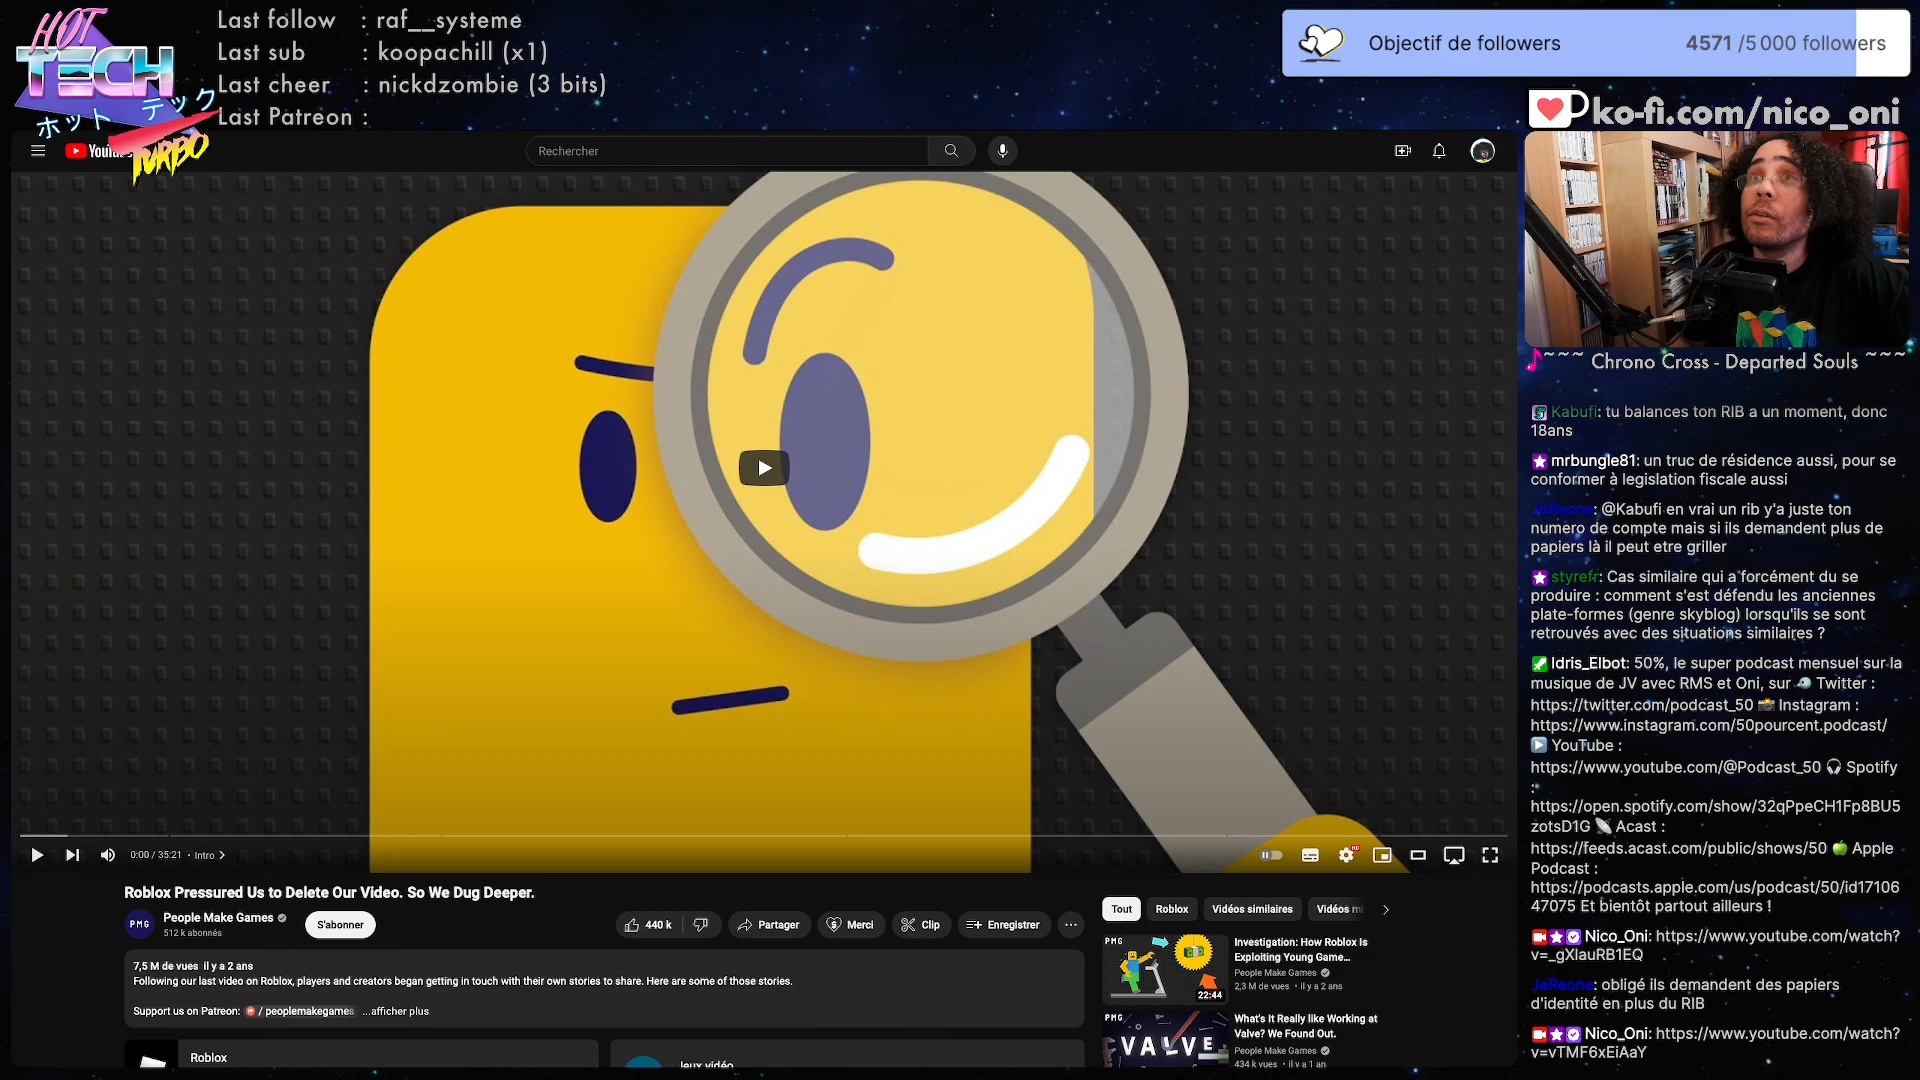 HOT
TECH
ホット テック
TURBO
Last follow : raf__systeme
Last sub : koopachill (x1)
Last cheer : nickdzombie (3 bits)
Last Patreon :
Objectif de followers
4571 /5 000 followers
ko-fi.com/nico_oni
Rechercher
~~~ Chrono Cross - Departed Souls ~~~
Kabufi: tu balances ton RIB a un moment, donc
18ans
mrbungle81: un truc de résidence aussi, pour se
conformer à legislation fiscale aussi
JeReone: @Kabufi en vrai un rib y'a juste ton
numero de compte mais si ils demandent plus de
papiers là il peut etre griller
styrefr: Cas similaire qui a forcément du se
produire : comment s'est défendu les anciennes
plate-formes (genre skyblog) lorsqu'ils se sont
retrouvés avec des situations similaires ?
Idris_Elbot: 50%, le super podcast mensuel sur la
musique de JV avec RMS et Oni, sur Twitter :
https://twitter.com/podcast_50 Instagram :
https://www.instagram.com/50pourcent.podcast/
YouTube :
https://www.youtube.com/@Podcast_50 Spotify
:
https://open.spotify.com/show/32qPpeCH1Fp8BU5
zotsD1G Acast :
https://feeds.acast.com/public/shows/50 Apple
Podcast :
https://podcasts.apple.com/us/podcast/50/id17106
47075 Et bientôt partout ailleurs !
Nico_Oni: https://www.youtube.com/watch?
v=_gXlauRB1EQ
JeReone: obligé ils demandent des papiers
d'identité en plus du RIB
Nico_Oni: https://www.youtube.com/watch?
v=vTMF6xEiAaY
0:00 / 35:21 • Intro
HD
Roblox Pressured Us to Delete Our Video. So We Dug Deeper.
PMG
People Make Games
512 k abonnés
S'abonner
440 k
Partager
Merci
Clip
Enregistrer
7,5 M de vues il y a 2 ans
Following our last video on Roblox, players and creators began getting in touch with their own stories to share. Here are some of those stories.
Support us on Patreon: / peoplemakegames ...afficher plus
Roblox
Jeux vidéo
Tout
Roblox
Vidéos similaires
Vidéos mi
PMG
22:44
Investigation: How Roblox Is
Exploiting Young Game...
People Make Games
2,3 M de vues • il y a 2 ans
PMG
VALVE
What's It Really like Working at
Valve? We Found Out.
People Make Games
434 k vues • il y a 1 an